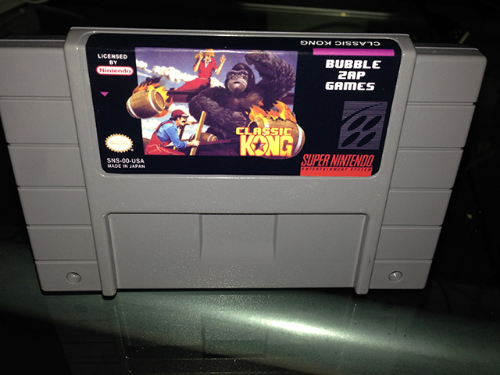 CLASSIC KONG
LICENSED
BY
Nintendo
BUBBLE
ZAP
GAMES
CLASSIC
KONG
SNS-00-USA
MADE IN JAPAN
SUPER NINTENDO
ENTERTAINMENT SYSTEM